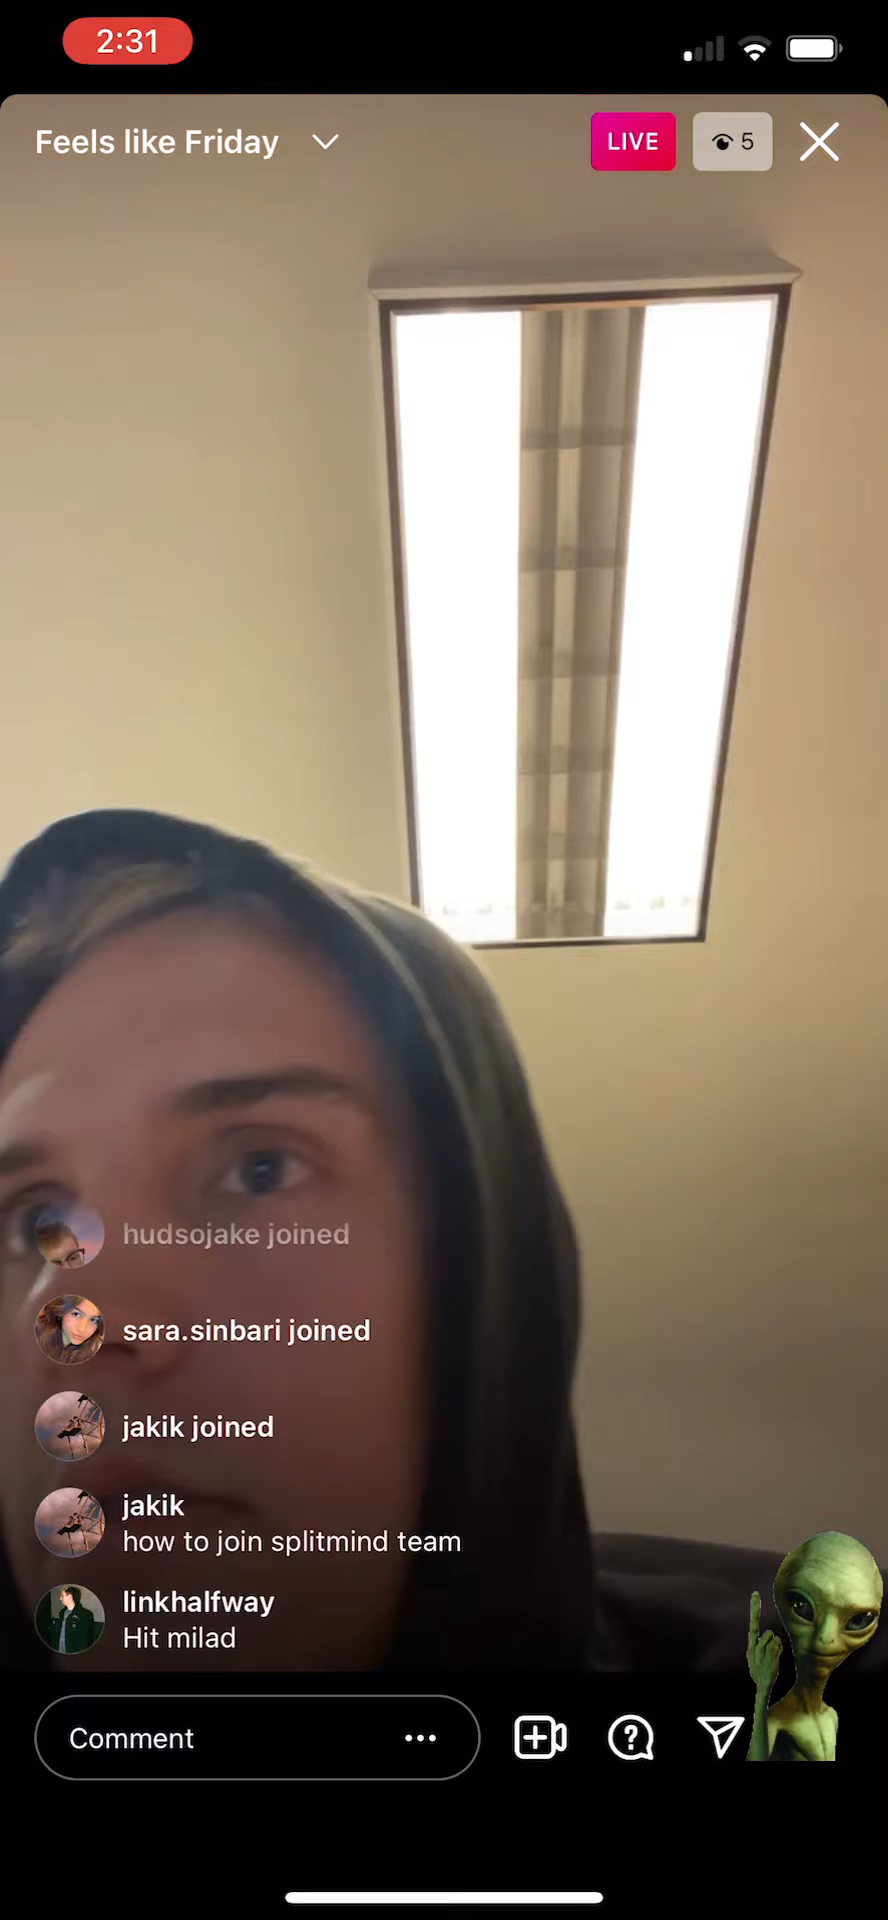 2:31
Feels like Friday
LIVE
5
hudsojake joined
sara.sinbari joined
jakik joined
jakik
how to join splitmind team
linkhalfway
Hit milad
Comment